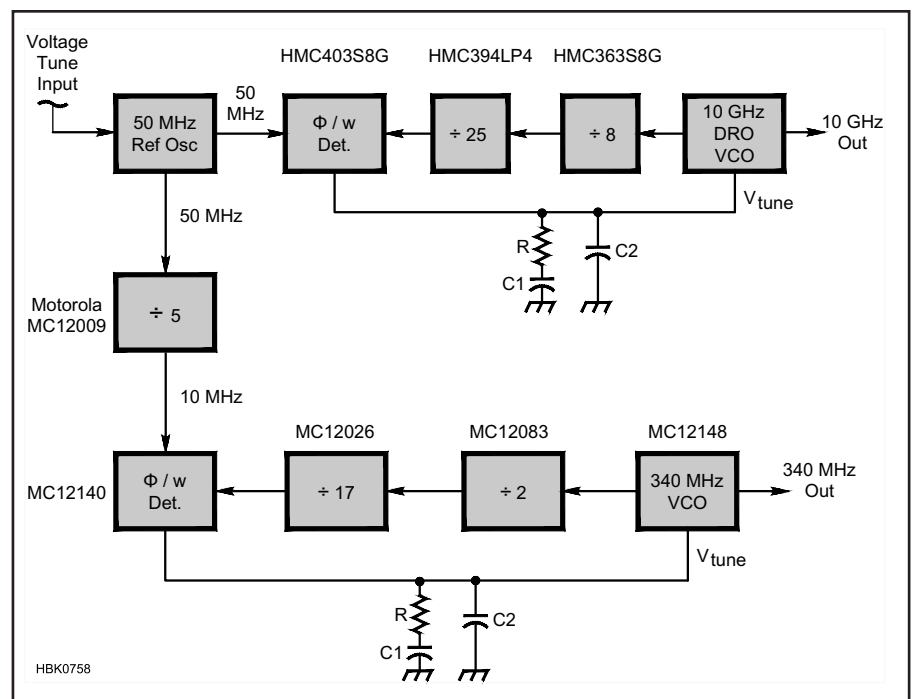 Voltage
Tune
Input
HMC403S8G
HMC394LP4
HMC363S8G
50 MHz
Ref Osc
50
MHz
Φ / w
Det.
÷ 25
÷ 8
10 GHz
DRO
VCO
10 GHz
Out
Vtune
R
C1
C2
50 MHz
Motorola
MC12009
÷ 5
10 MHz
MC12026
MC12083
MC12148
MC12140
Φ / w
Det.
÷ 17
÷ 2
340 MHz
VCO
340 MHz
Out
Vtune
R
C1
C2
HBK0758